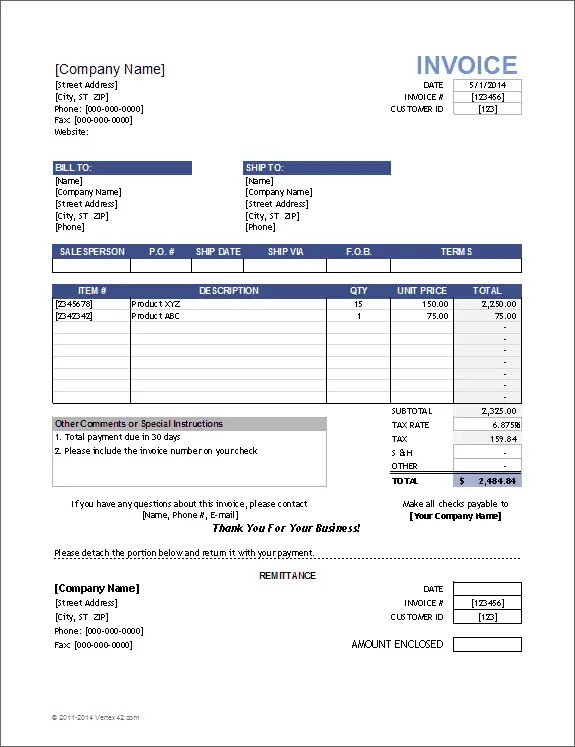 INVOICE
[Company Name]
[Street Address]
DATE 5/1/2014
[City, ST ZIP]
INVOICE # [123456]
Phone: [000-000-0000]
CUSTOMER ID [123]
Fax: [000-000-0000]
Website:
BILL TO: SHIP TO:
[Name] [Name]
[Company Name] [Company Name]
[Street Address] [Street Address]
[City, ST ZIP] [City, ST ZIP]
[Phone] [Phone]
SALESPERSON P.O. # SHIP DATE SHIP VIA F.O.B. TERMS
ITEM # DESCRIPTION QTY UNIT PRICE TOTAL
[2345678] Product XYZ 15 150.00 2,250.00
[2342342] Product ABC 1 75.00 75.00
-
-
-
-
-
-
SUBTOTAL 2,325.00
Other Comments or Special Instructions
TAX RATE 6.875%
1. Total payment due in 30 days
TAX 159.84
2. Please include the invoice number on your check
S & H -
OTHER -
TOTAL $ 2,484.84
If you have any questions about this invoice, please contact
Make all checks payable to
[Name, Phone #, E-mail]
[Your Company Name]
Thank You For Your Business!
Please detach the portion below and return it with your payment.
REMITTANCE
[Company Name]
DATE
[Street Address]
INVOICE # [123456]
[City, ST ZIP]
CUSTOMER ID [123]
Phone: [000-000-0000]
Fax: [000-000-0000]
AMOUNT ENCLOSED
© 2011-2014 Vertex42.com